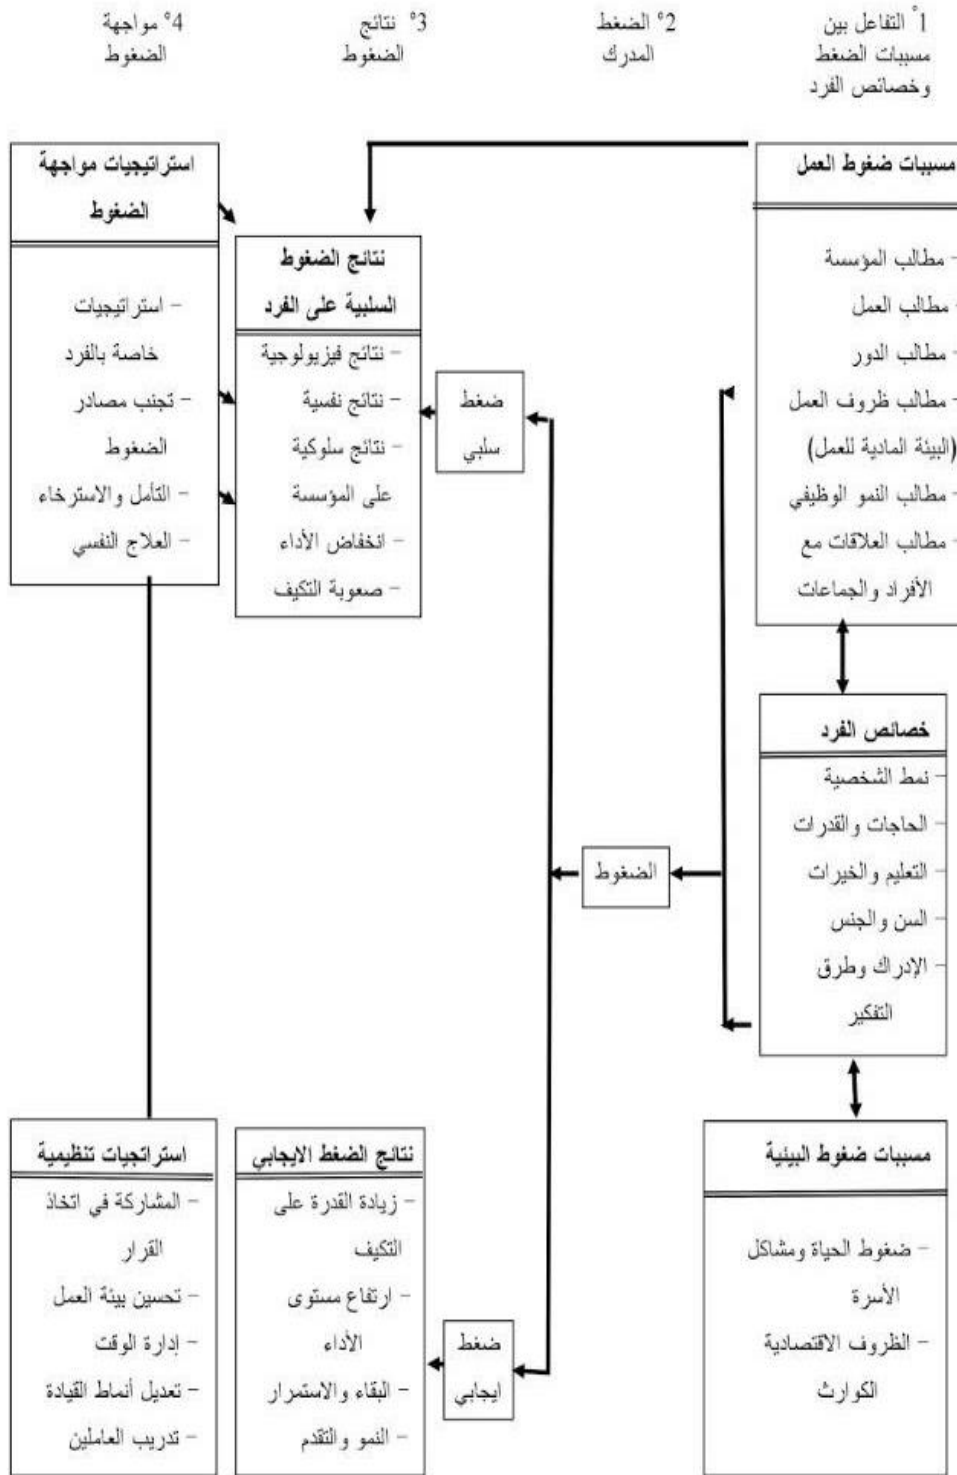 1° التفاعل بين
مسببات الضغط
وخصائص الفرد
2° الضغط
المدرك
3° نتائج
الضغوط
4° مواجهة
الضغوط
مسببات ضغوط العمل
- مطالب المؤسسة
- مطالب العمل
- مطالب الدور
- مطالب ظروف العمل
(البيئة المادية للعمل)
- مطالب النمو الوظيفي
- مطالب العلاقات مع
الأفراد والجماعات
خصائص الفرد
- نمط الشخصية
- الحاجات والقدرات
- التعليم والخيرات
- السن والجنس
- الإدراك وطرق
التفكير
مسببات ضغوط البيئية
- ضغوط الحياة ومشاكل
الأسرة
- الظروف الاقتصادية
الكوارث
الضغوط
ضغط
سلبي
ضغط
ايجابي
نتائج الضغوط
السلبية على الفرد
- نتائج فيزيولوجية
- نتائج نفسية
- نتائج سلوكية
على المؤسسة
- انخفاض الأداء
- صعوبة التكيف
نتائج الضغط الايجابي
- زيادة القدرة على
التكيف
- ارتفاع مستوى
الأداء
- البقاء والاستمرار
- النمو والتقدم
استراتيجيات مواجهة
الضغوط
- استراتيجيات
خاصة بالفرد
- تجنب مصادر
الضغوط
- التأمل والاسترخاء
- العلاج النفسي
استراتجيات تنظيمية
- المشاركة في اتخاذ
القرار
- تحسين بيئة العمل
- إدارة الوقت
- تعديل أنماط القيادة
- تدريب العاملين